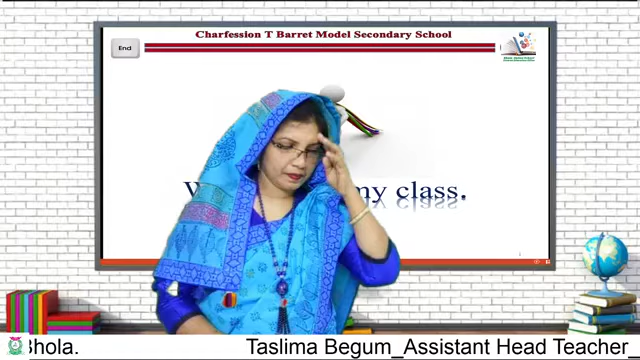 Charfession T Barret Model Secondary School
End
my class.
Bhola. Taslima Begum_Assistant Head Teacher_